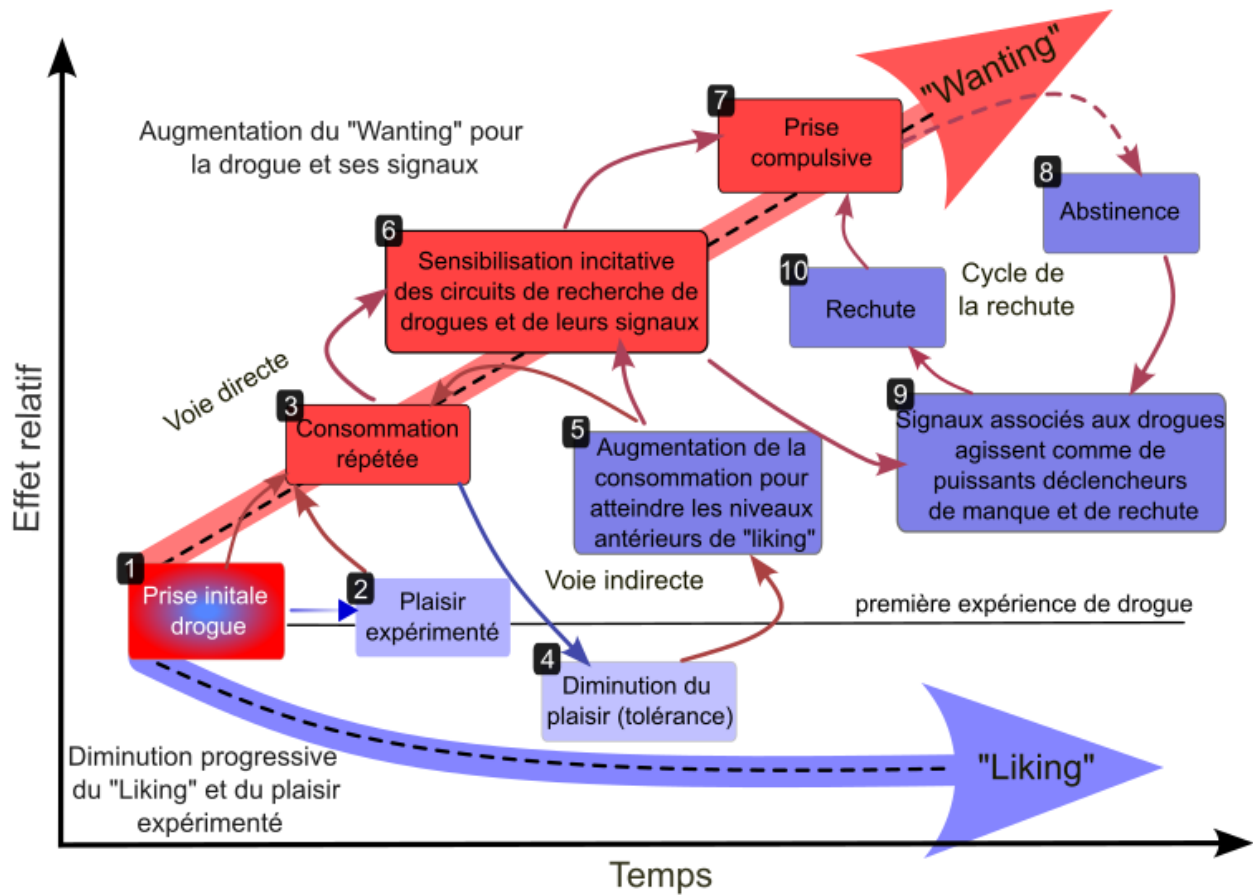 "Wanting"
7
Prise
compulsive
Augmentation du "Wanting" pour
la drogue et ses signaux
8
Abstinence
6
Sensibilisation incitative
des circuits de recherche de
drogues et de leurs signaux
10
Rechute
Cycle de
la rechute
Voie directe
3
Consommation
répétée
5
Augmentation de la
consommation pour
atteindre les niveaux
antérieurs de "liking"
9
Signaux associés aux drogues
agissent comme de
puissants déclencheurs
de manque et de rechute
Effet relatif
1
Prise initale
drogue
2
Plaisir
expérimenté
Voie indirecte
première expérience de drogue
4
Diminution du
plaisir (tolérance)
Diminution progressive
du "Liking" et du plaisir
expérimenté
"Liking"
Temps